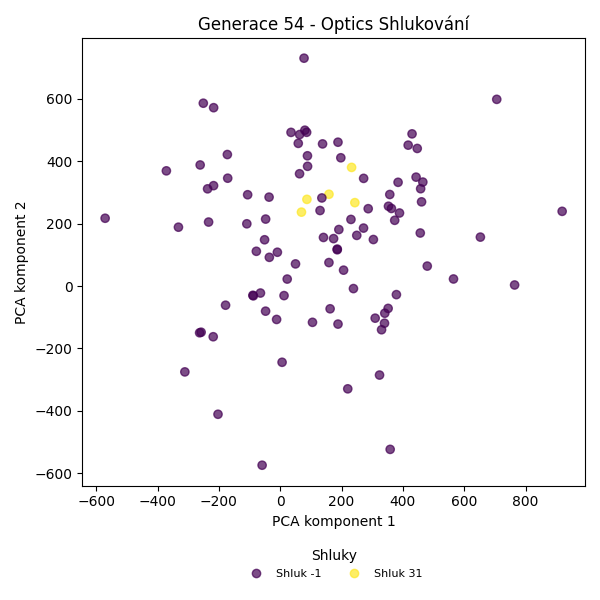 Generace 54 - Optics Shlukování
PCA komponent 2
600
400
200
0
−200
−400
−600
−600 −400 −200 0 200 400 600 800
PCA komponent 1
Shluky
Shluk -1 Shluk 31